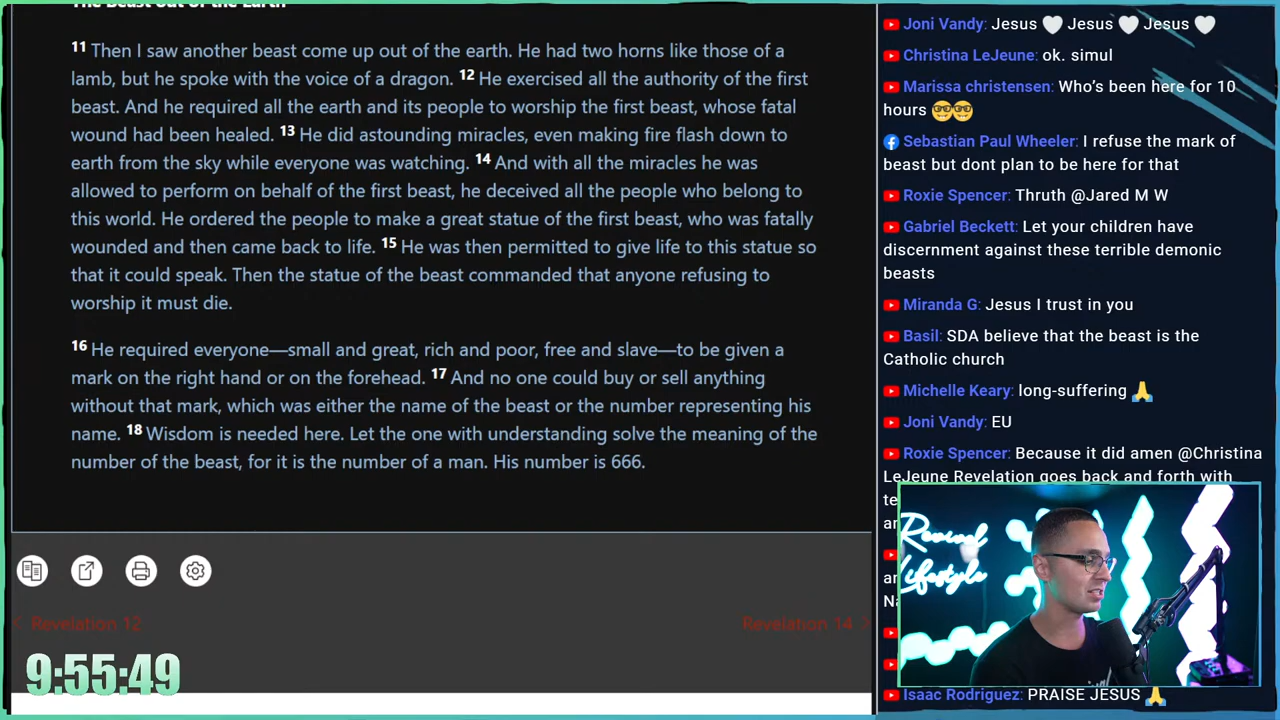 The Beast Out Of the Earth
11 Then I saw another beast come up out of the earth. He had two horns like those of a
lamb, but he spoke with the voice of a dragon. 12 He exercised all the authority of the first
beast. And he required all the earth and its people to worship the first beast, whose fatal
wound had been healed. 13 He did astounding miracles, even making fire flash down to
earth from the sky while everyone was watching. 14 And with all the miracles he was
allowed to perform on behalf of the first beast, he deceived all the people who belong to
this world. He ordered the people to make a great statue of the first beast, who was fatally
wounded and then came back to life. 15 He was then permitted to give life to this statue so
that it could speak. Then the statue of the beast commanded that anyone refusing to
worship it must die.
16 He required everyone—small and great, rich and poor, free and slave—to be given a
mark on the right hand or on the forehead. 17 And no one could buy or sell anything
without that mark, which was either the name of the beast or the number representing his
name. 18 Wisdom is needed here. Let the one with understanding solve the meaning of the
number of the beast, for it is the number of a man. His number is 666.
< Revelation 12
Revelation 14 >
9:55:49
Joni Vandy: Jesus 🤍 Jesus 🤍 Jesus 🤍
Christina LeJeune: ok. simul
Marissa christensen: Who’s been here for 10
hours 🤓🤓
Sebastian Paul Wheeler: I refuse the mark of
beast but dont plan to be here for that
Roxie Spencer: Thruth @Jared M W
Gabriel Beckett: Let your children have
discernment against these terrible demonic
beasts
Miranda G: Jesus I trust in you
Basil: SDA believe that the beast is the
Catholic church
Michelle Keary: long-suffering 🙏
Joni Vandy: EU
Roxie Spencer: Because it did amen @Christina
LeJeune Revelation goes back and forth with
Isaac Rodriguez: PRAISE JESUS 🙏
Revival
Lifestyle